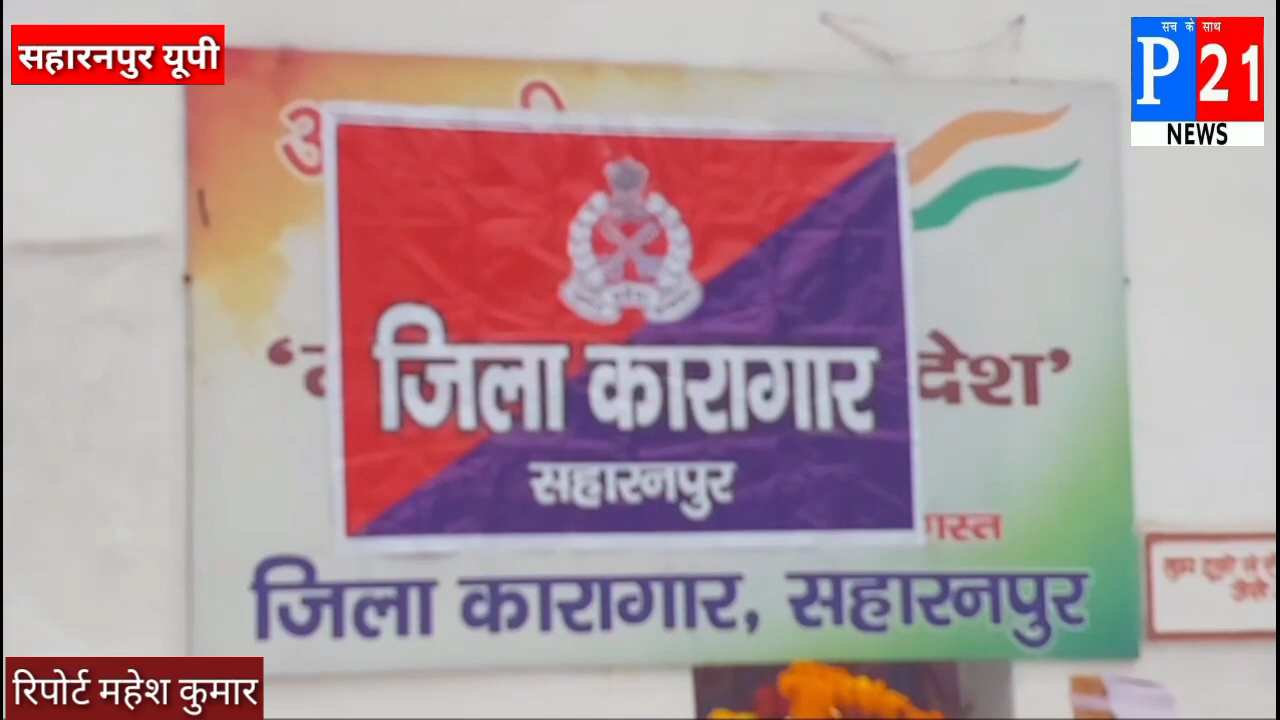 सहारनपुर यूपी
सच के साथ
P 21
NEWS
जिला कारागार
सहारनपुर
जिला कारागार, सहारनपुर
रिपोर्ट महेश कुमार